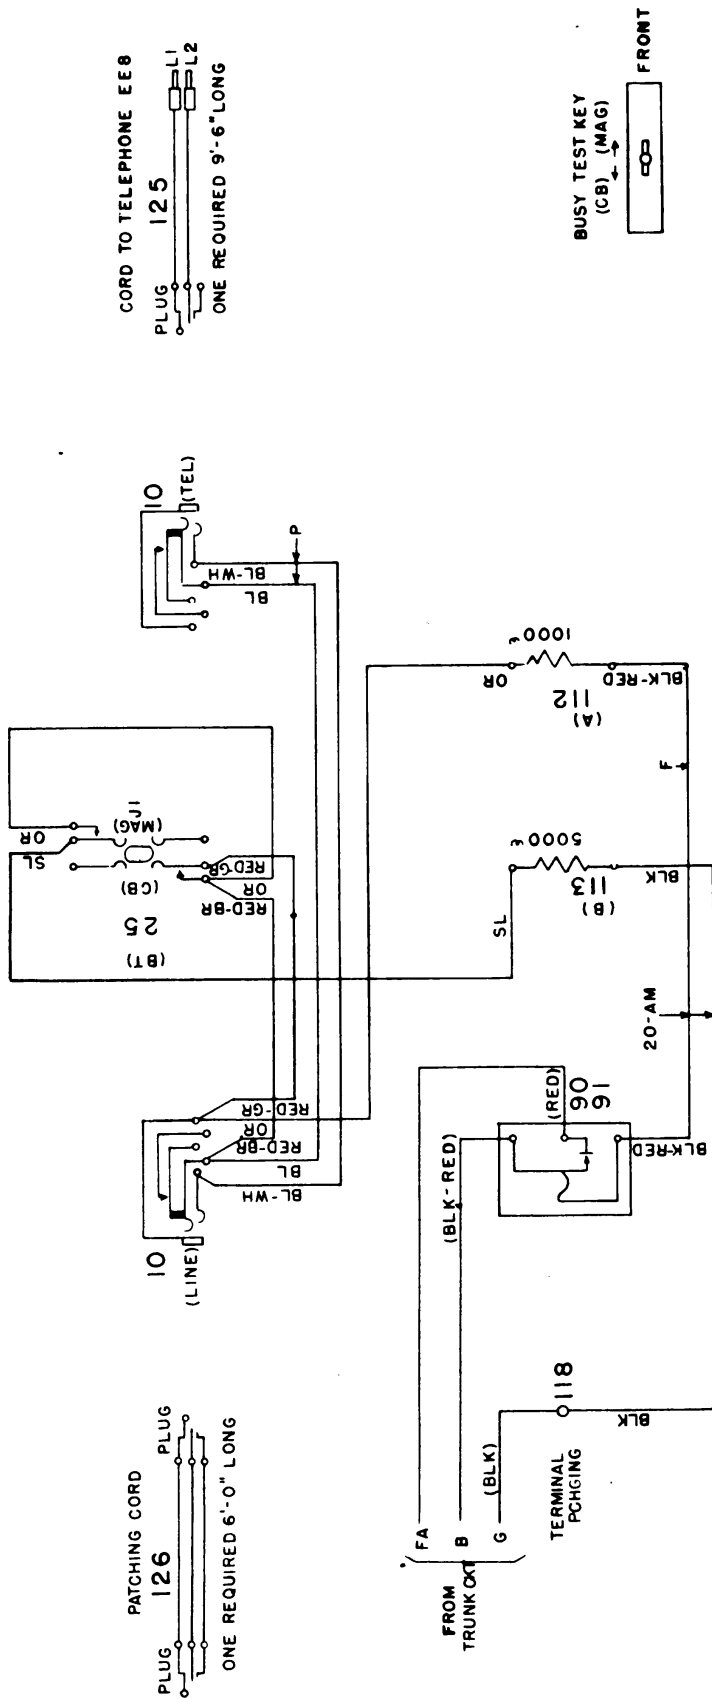 PATCHING CORD
126
PLUG
PLUG
ONE REQUIRED 6'-0" LONG
CORD TO TELEPHONE EE8
PLUG
125
L1
L2
ONE REQUIRED 9'-6" LONG
10
(LINE)
RED-GR
OR
RED-BR
BL
BL-WH
(BT)
25
(CB)
(MAG)
J1
SL
OR
RED-GR
OR
RED-BR
10
(TEL)
BL-WH
BL
P
BUSY TEST KEY
(CB) (MAG)
FRONT
FROM
TRUNK CKT
FA
B
G
(BLK-RED)
(BLK)
(RED)
90
91
BLK-RED
TERMINAL
PCHGING
118
BLK
20-AM
SL
5000 ω
113
(B)
BLK
F
OR
1000 ω
112
(A)
BLK-RED